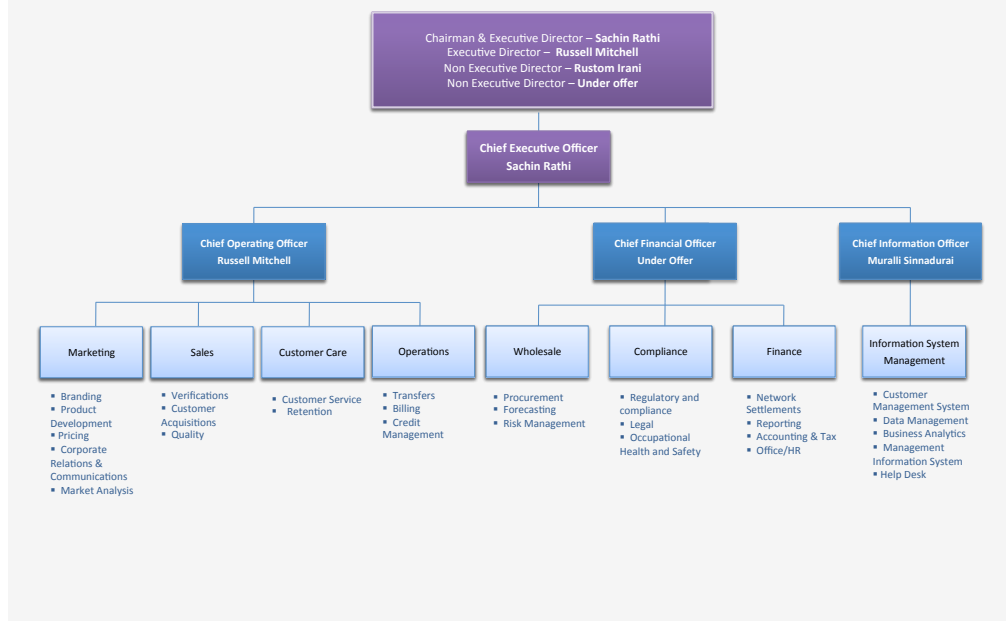 Chairman & Executive Director – Sachin Rathi
Executive Director – Russell Mitchell
Non Executive Director – Rustom Irani
Non Executive Director – Under offer
Chief Executive Officer
Sachin Rathi
Chief Operating Officer
Russell Mitchell
Chief Financial Officer
Under Offer
Chief Information Officer
Muralli Sinnadurai
Marketing
Sales
Customer Care
Operations
Wholesale
Compliance
Finance
Information System
Management
▪ Branding
▪ Product
Development
▪ Pricing
▪ Corporate
Relations &
Communications
▪ Market Analysis
▪ Verifications
▪ Customer
Acquisitions
▪ Quality
▪ Customer Service
▪ Retention
▪ Transfers
▪ Billing
▪ Credit
Management
▪ Procurement
▪ Forecasting
▪ Risk Management
▪ Regulatory and
compliance
▪ Legal
▪ Occupational
Health and Safety
▪ Network
Settlements
▪ Reporting
▪ Accounting & Tax
▪ Office/HR
▪ Customer
Management System
▪ Data Management
▪ Business Analytics
▪ Management
Information System
▪ Help Desk